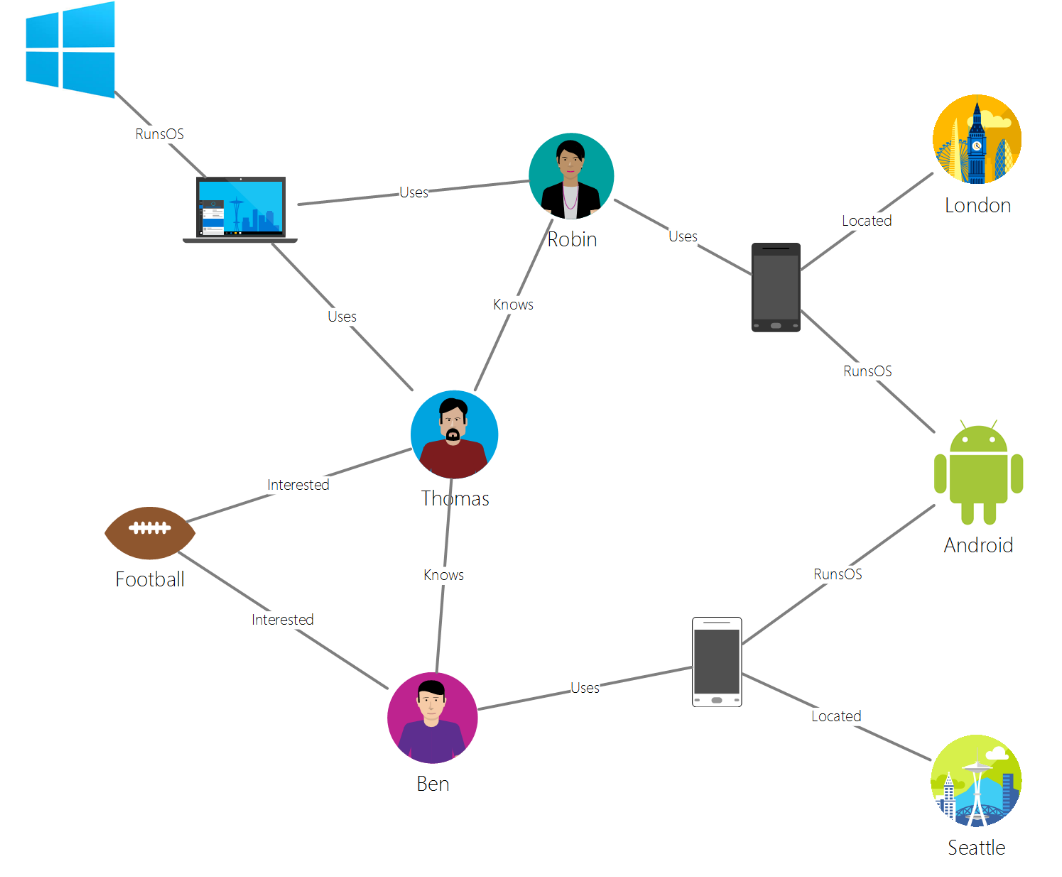 RunsOS
Uses
Robin
Uses
Located
London
Uses
Knows
RunsOS
Interested
Thomas
Football
Knows
RunsOS
Android
Interested
Ben
Uses
Located
Seattle